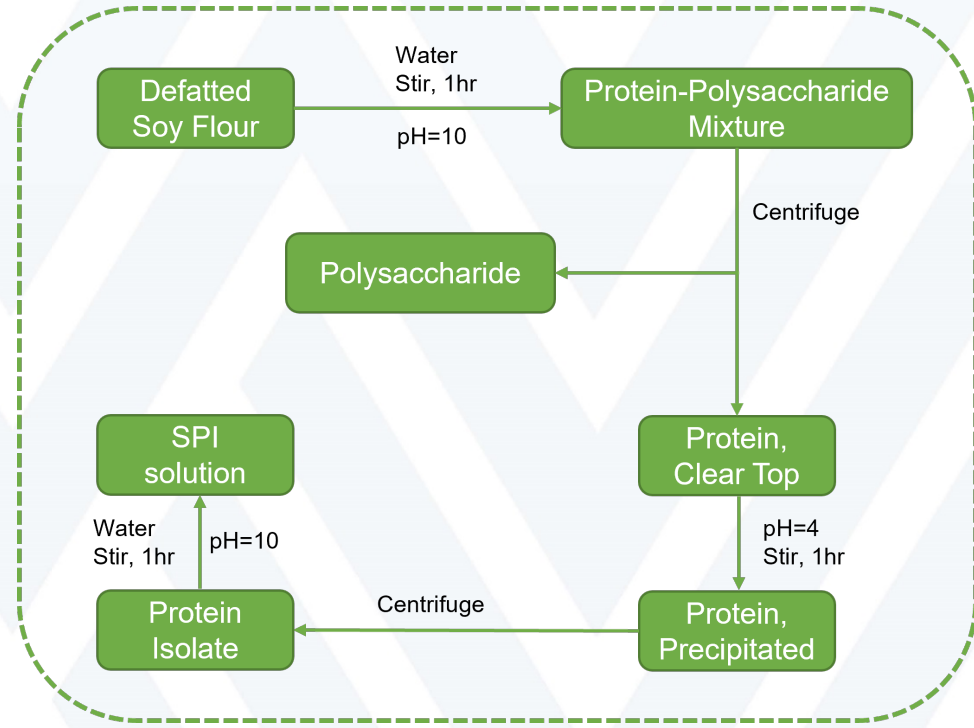 Water
Stir, 1hr
Defatted
Soy Flour
pH=10
Protein-Polysaccharide
Mixture
Centrifuge
Polysaccharide
Protein,
Clear Top
pH=4
Stir, 1hr
Protein,
Precipitated
Centrifuge
Protein
Isolate
Water
Stir, 1hr
pH=10
SPI
solution